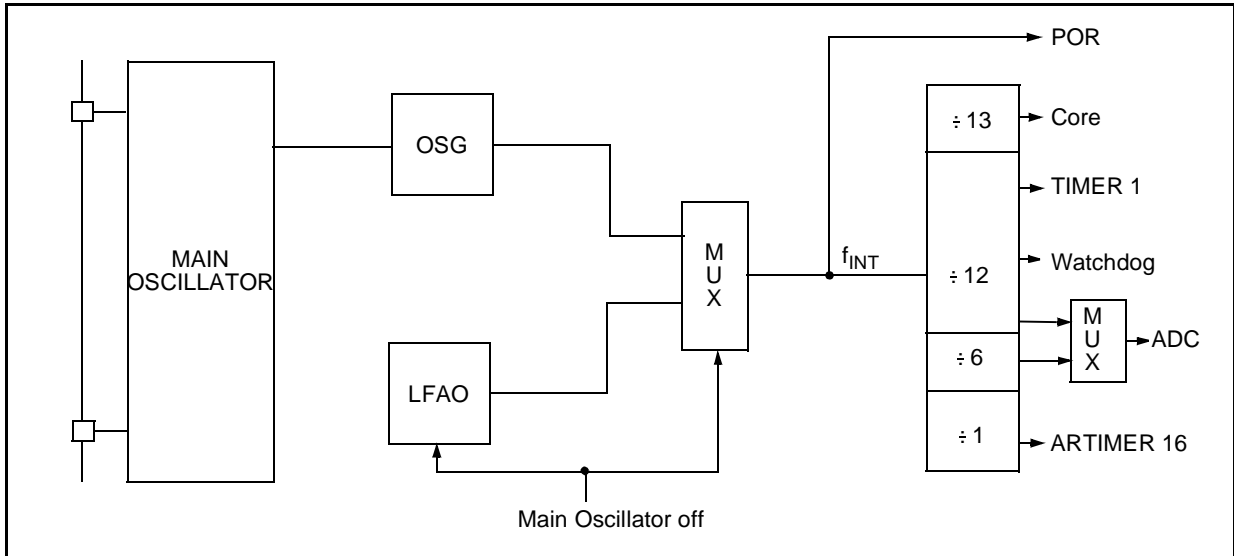 POR
÷ 13
Core
OSG
TIMER 1
MAIN
OSCILLATOR
M
U
X
fINT
÷ 12
Watchdog
M
U
X
ADC
÷ 6
LFAO
÷ 1
ARTIMER 16
Main Oscillator off